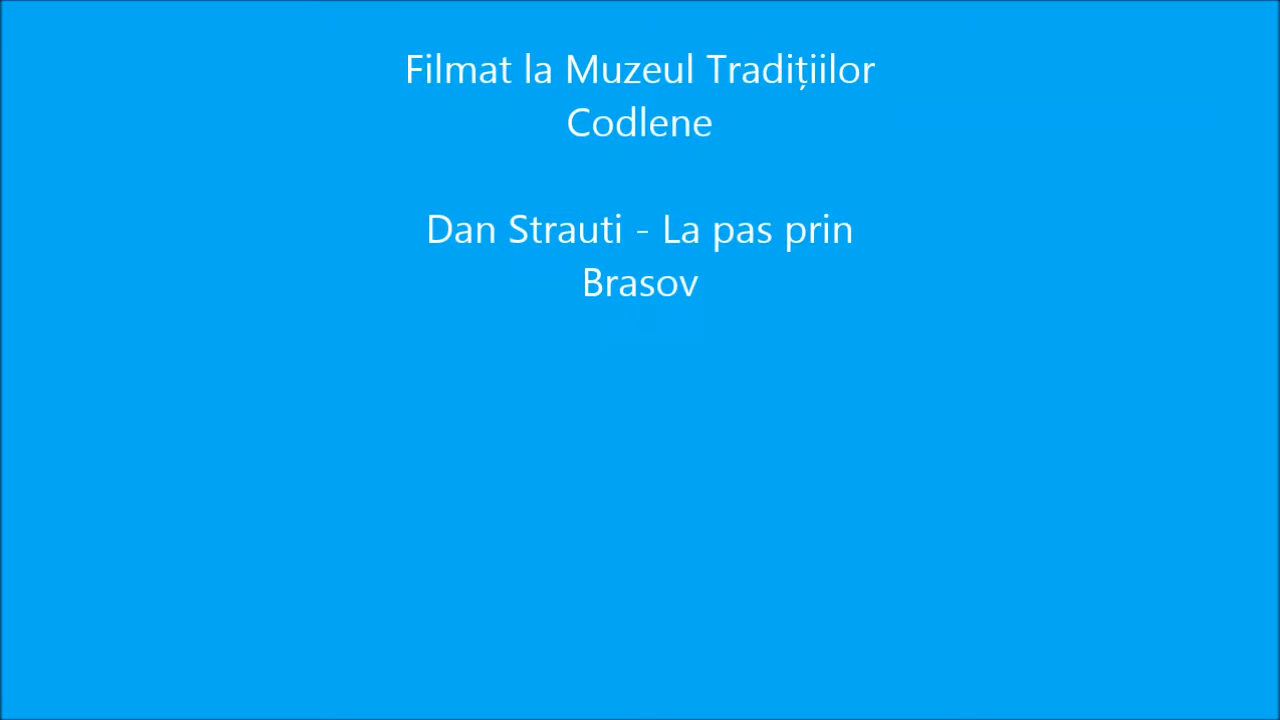 Filmat la Muzeul Tradițiilor
Codlene
Dan Strauti - La pas prin
Brasov